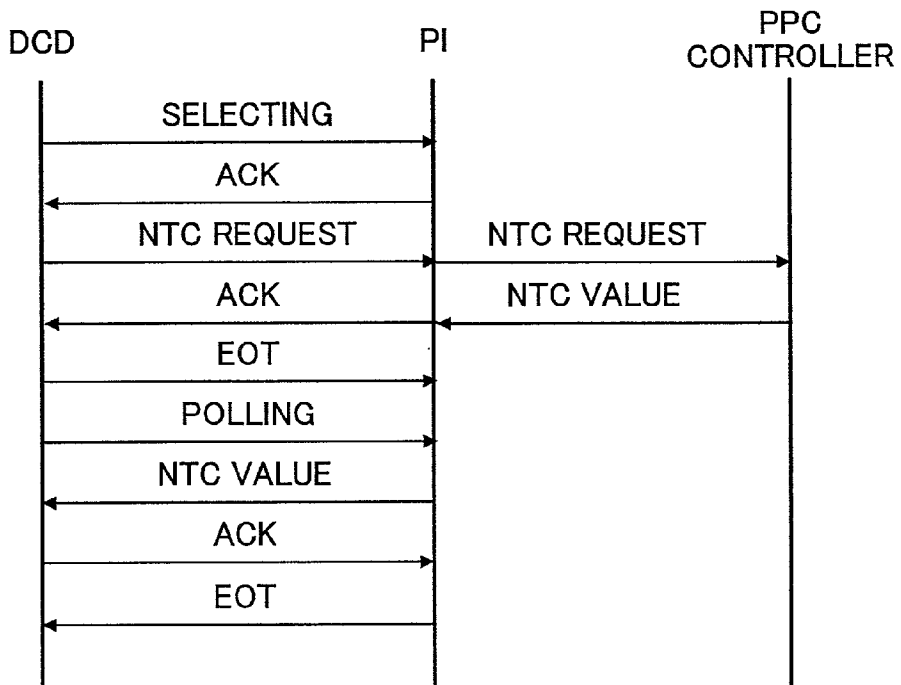 DCD
PI
PPC
CONTROLLER
SELECTING
ACK
NTC REQUEST
NTC REQUEST
ACK
NTC VALUE
EOT
POLLING
NTC VALUE
ACK
EOT